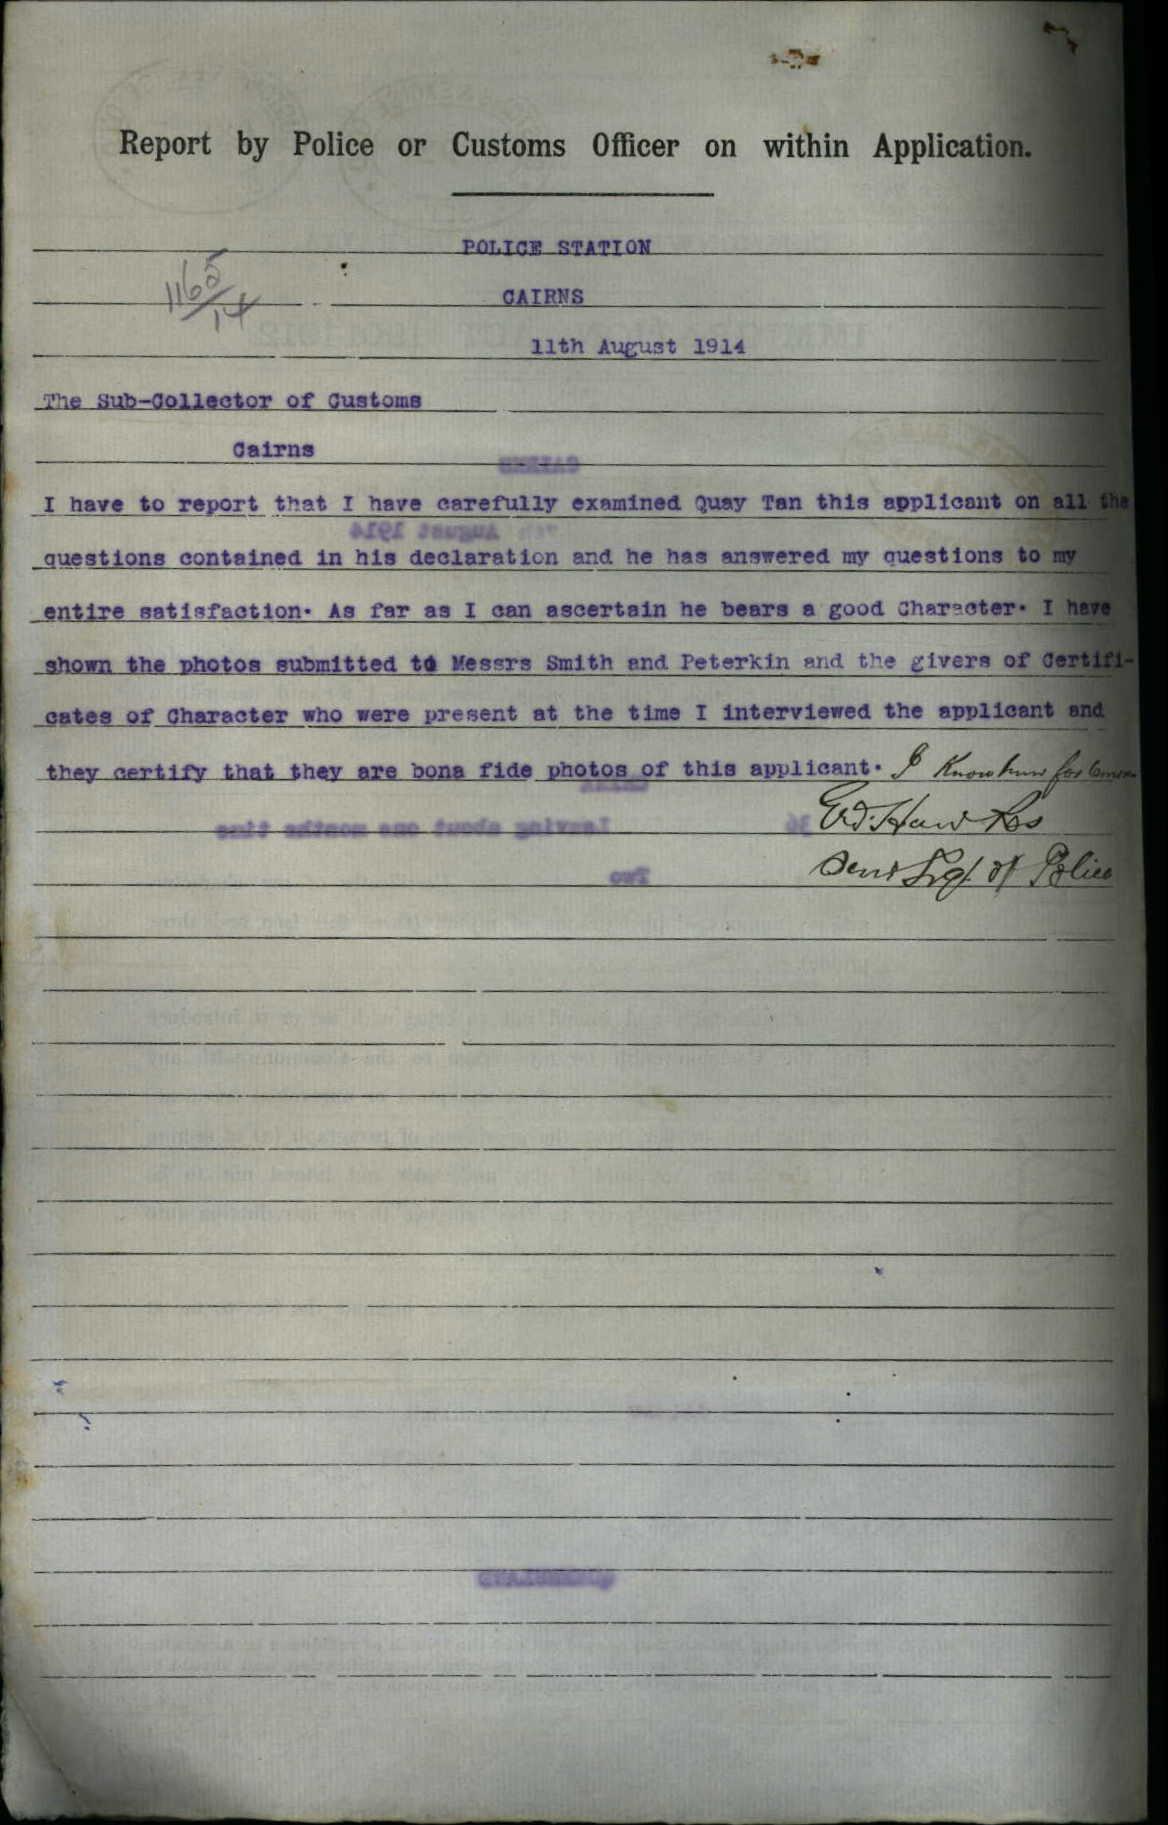 Report by Police or Customs Officer on within Application.
POLICE STATION
1165/14
CAIRNS
11th August 1914
The Sub-Collector of Customs
Cairns
I have to report that I have carefully examined Quay Tan this applicant on all the
questions contained in his declaration and he has answered my questions to my
entire satisfaction. As far as I can ascertain he bears a good Character. I have
shown the photos submitted to Messrs Smith and Peterkin and the givers of Certifi-
cates of Character who were present at the time I interviewed the applicant and
they certify that they are bona fide photos of this applicant. I Know him for
Sgt of Police